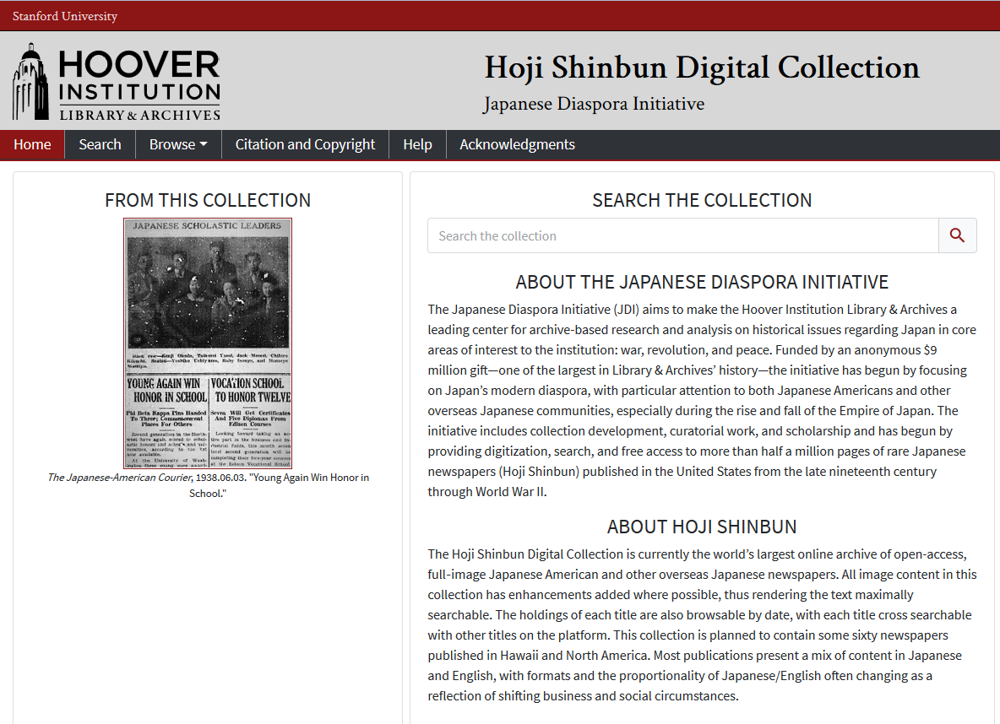 Stanford University
HOOVER
INSTITUTION
LIBRARY & ARCHIVES
Hoji Shinbun Digital Collection
Japanese Diaspora Initiative
Home Search Browse Citation and Copyright Help Acknowledgments
FROM THIS COLLECTION
JAPANESE SCHOLASTIC LEADERS
YOUNG AGAIN WIN
HONOR IN SCHOOL
Phi Beta Kappa Pins Handed
To Three; Commencement
Places For Others
VOCATION SCHOOL
TO HONOR TWELVE
Seven Will Get Certificates
And Five Diplomas From
Edison Courses
The Japanese-American Courier, 1938.06.03. "Young Again Win Honor in
School."
SEARCH THE COLLECTION
Search the collection
ABOUT THE JAPANESE DIASPORA INITIATIVE
The Japanese Diaspora Initiative (JDI) aims to make the Hoover Institution Library & Archives a
leading center for archive-based research and analysis on historical issues regarding Japan in core
areas of interest to the institution: war, revolution, and peace. Funded by an anonymous $9
million gift—one of the largest in Library & Archives’ history—the initiative has begun by focusing
on Japan’s modern diaspora, with particular attention to both Japanese Americans and other
overseas Japanese communities, especially during the rise and fall of the Empire of Japan. The
initiative includes collection development, curatorial work, and scholarship and has begun by
providing digitization, search, and free access to more than half a million pages of rare Japanese
newspapers (Hoji Shinbun) published in the United States from the late nineteenth century
through World War II.
ABOUT HOJI SHINBUN
The Hoji Shinbun Digital Collection is currently the world’s largest online archive of open-access,
full-image Japanese American and other overseas Japanese newspapers. All image content in this
collection has enhancements added where possible, thus rendering the text maximally
searchable. The holdings of each title are also browsable by date, with each title cross searchable
with other titles on the platform. This collection is planned to contain some sixty newspapers
published in Hawaii and North America. Most publications present a mix of content in Japanese
and English, with formats and the proportionality of Japanese/English often changing as a
reflection of shifting business and social circumstances.